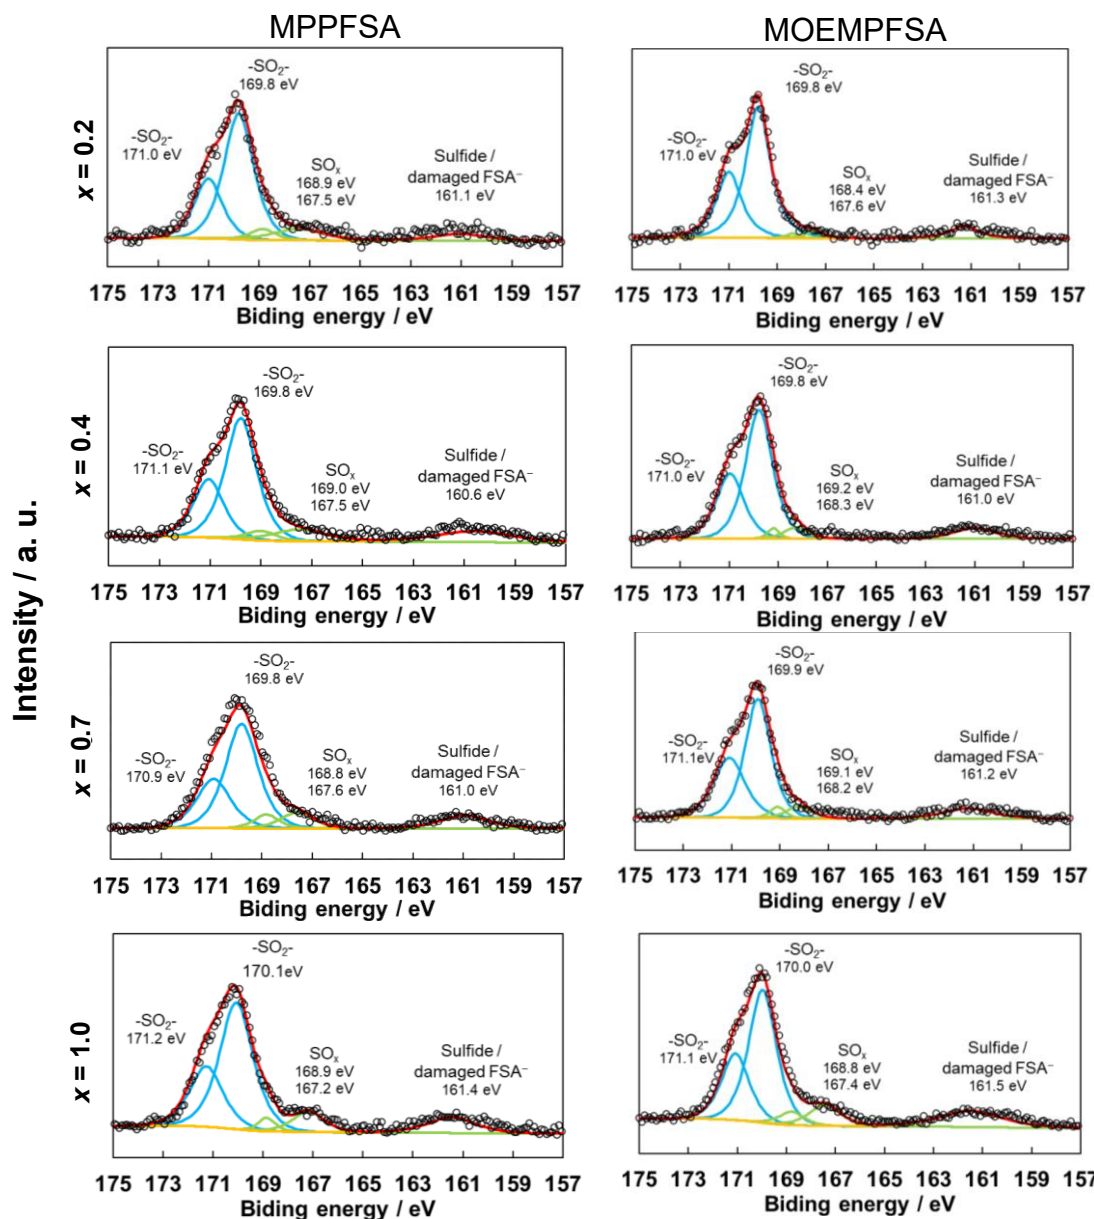 MPPFSA
MOEMPFSA
Intensity / a. u.
x = 0.2
-SO₂-
169.8 eV
-SO₂-
171.0 eV
SOₓ
168.9 eV
167.5 eV
Sulfide /
damaged FSA⁻
161.1 eV
175 173 171 169 167 165 163 161 159 157
Biding energy / eV
-SO₂-
169.8 eV
-SO₂-
171.0 eV
SOₓ
168.4 eV
167.6 eV
Sulfide /
damaged FSA⁻
161.3 eV
175 173 171 169 167 165 163 161 159 157
Biding energy / eV
x = 0.4
-SO₂-
169.8 eV
-SO₂-
171.1 eV
SOₓ
169.0 eV
167.5 eV
Sulfide /
damaged FSA⁻
160.6 eV
175 173 171 169 167 165 163 161 159 157
Biding energy / eV
-SO₂-
169.8 eV
-SO₂-
171.0 eV
SOₓ
169.2 eV
168.3 eV
Sulfide /
damaged FSA⁻
161.0 eV
175 173 171 169 167 165 163 161 159 157
Biding energy / eV
x = 0.7
-SO₂-
169.8 eV
-SO₂-
170.9 eV
SOₓ
168.8 eV
167.6 eV
Sulfide /
damaged FSA⁻
161.0 eV
175 173 171 169 167 165 163 161 159 157
Biding energy / eV
-SO₂-
169.9 eV
-SO₂-
171.1eV
SOₓ
169.1 eV
168.2 eV
Sulfide /
damaged FSA⁻
161.2 eV
175 173 171 169 167 165 163 161 159 157
Biding energy / eV
x = 1.0
-SO₂-
170.1eV
-SO₂-
171.2 eV
SOₓ
168.9 eV
167.2 eV
Sulfide /
damaged FSA⁻
161.4 eV
175 173 171 169 167 165 163 161 159 157
Biding energy / eV
-SO₂-
170.0 eV
-SO₂-
171.1 eV
SOₓ
168.8 eV
167.4 eV
Sulfide /
damaged FSA⁻
161.5 eV
175 173 171 169 167 165 163 161 159 157
Biding energy / eV